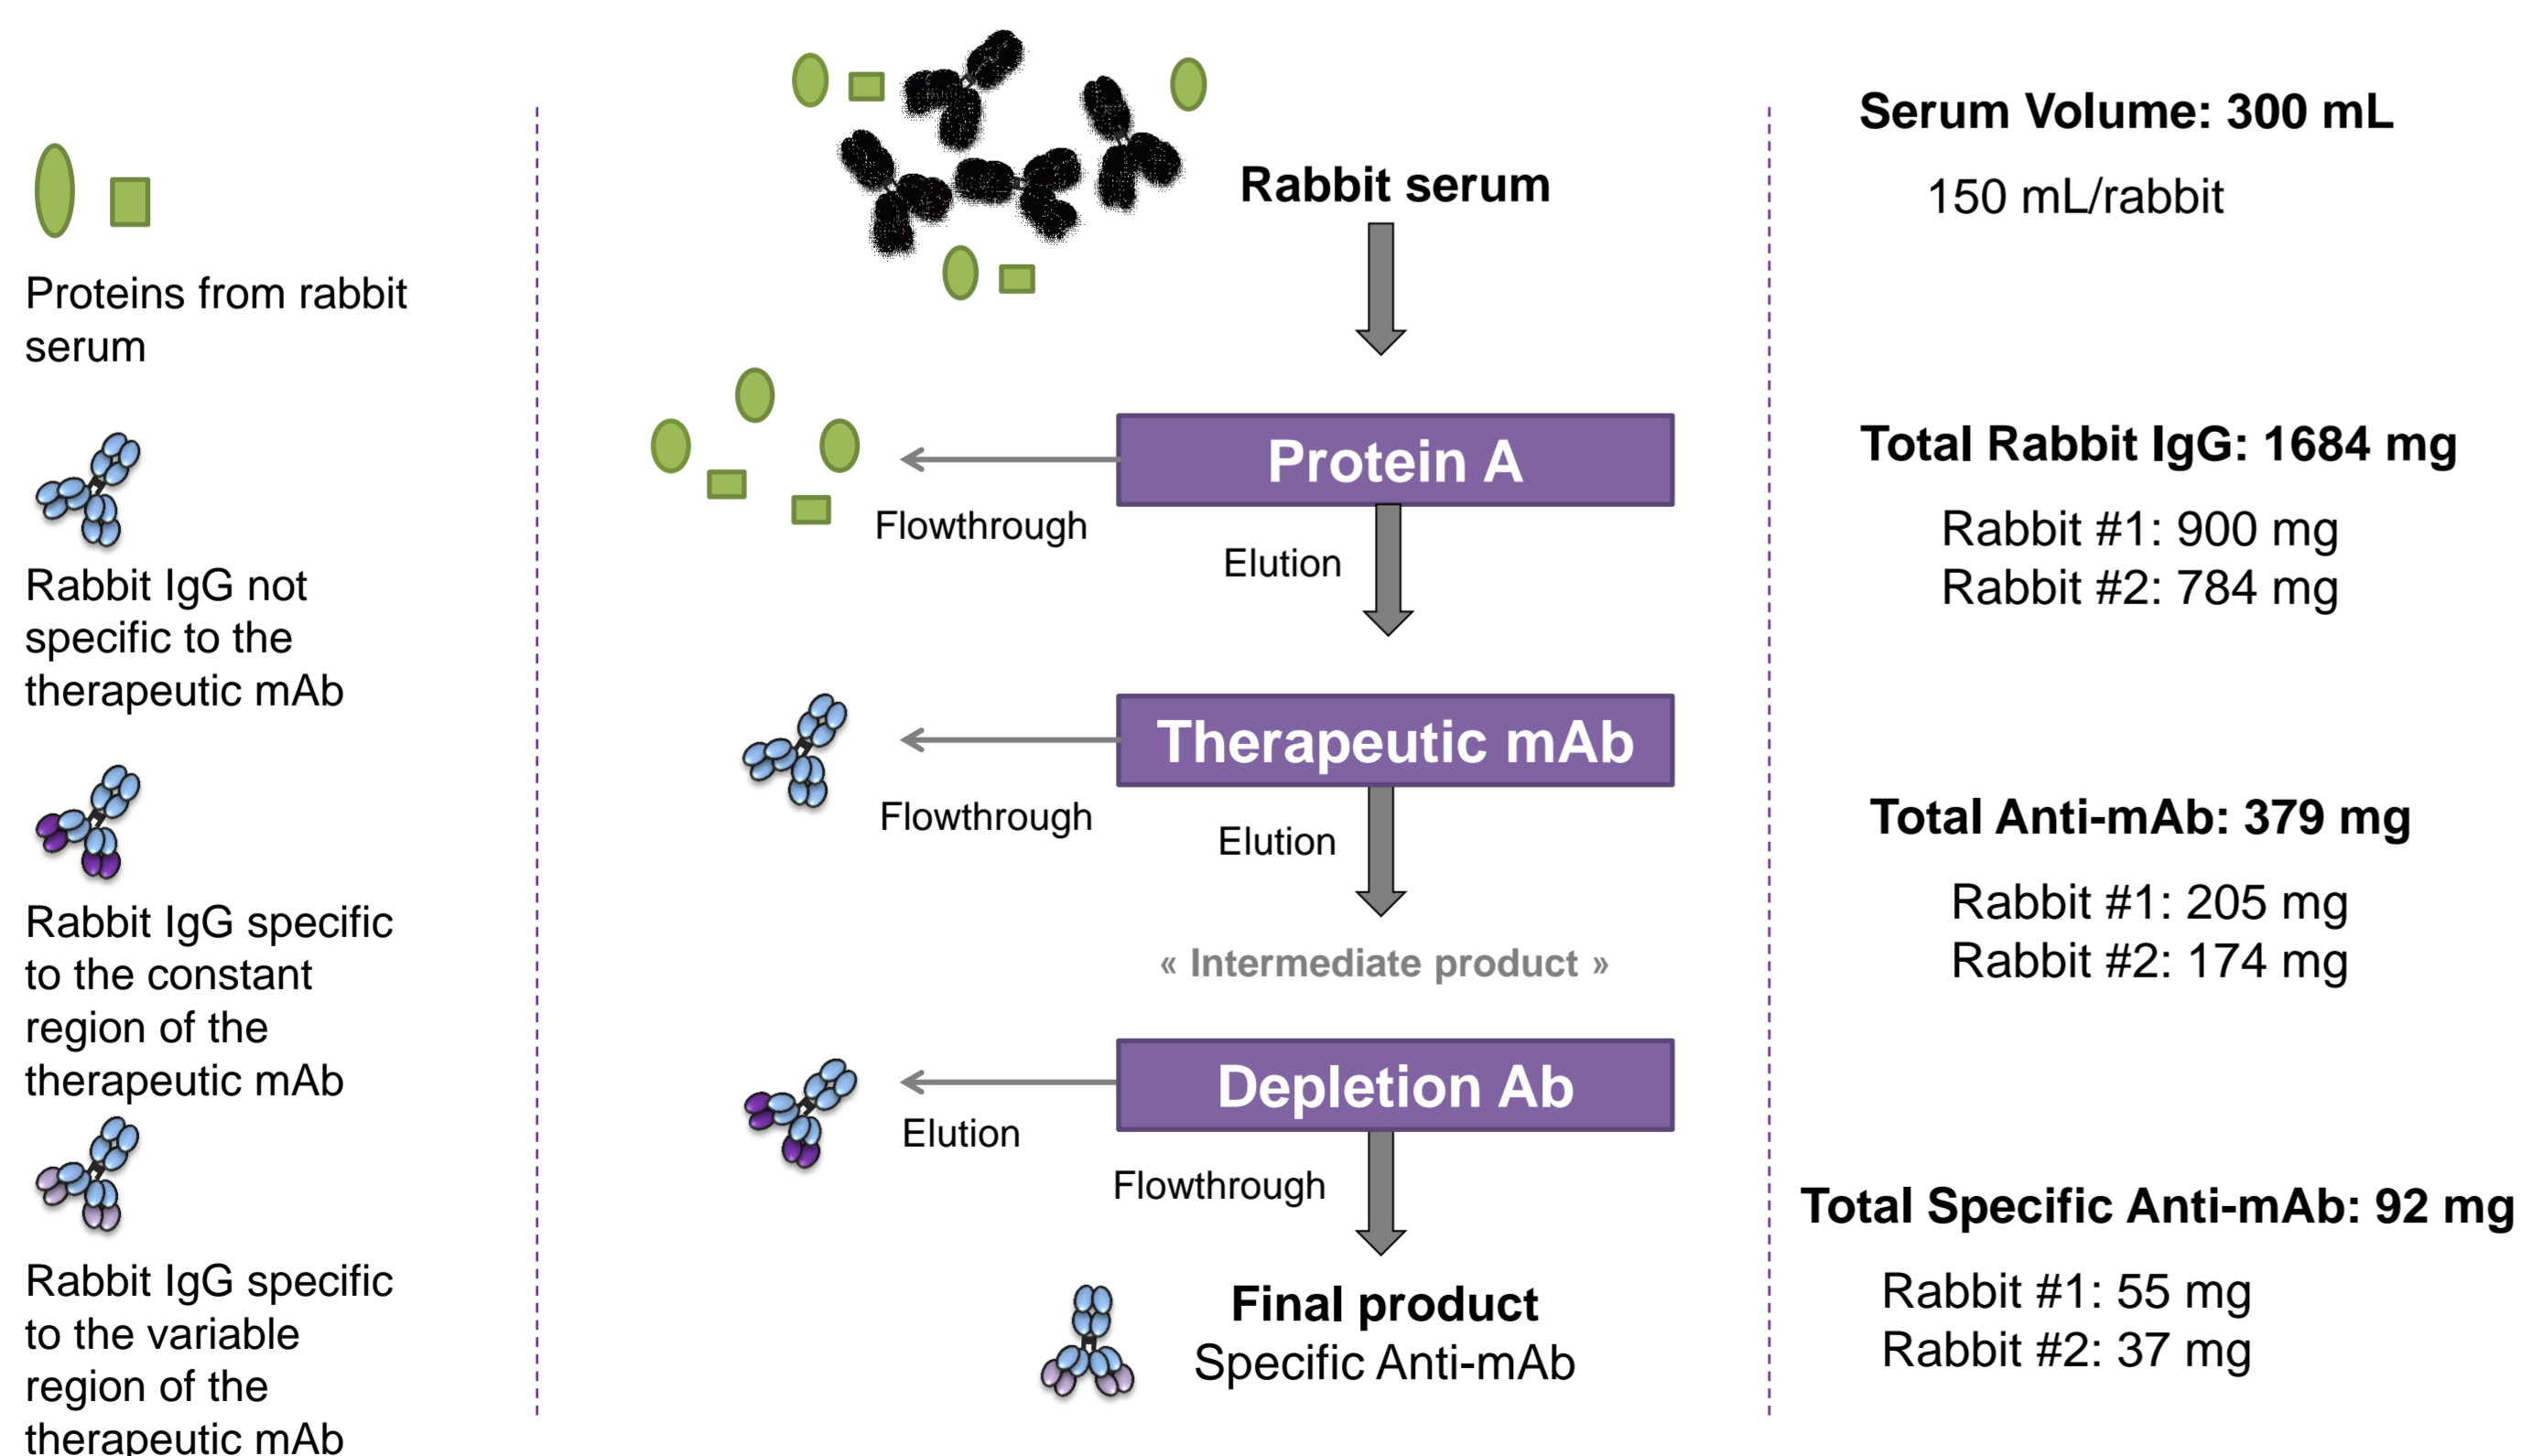 Proteins from rabbit
serum
Rabbit IgG not
specific to the
therapeutic mAb
Rabbit IgG specific
to the constant
region of the
therapeutic mAb
Rabbit IgG specific
to the variable
region of the
therapeutic mAb
Rabbit serum
Protein A
Flowthrough
Elution
Therapeutic mAb
Flowthrough
Elution
« Intermediate product »
Depletion Ab
Elution
Flowthrough
Final product
Specific Anti-mAb
Serum Volume: 300 mL
150 mL/rabbit
Total Rabbit IgG: 1684 mg
Rabbit #1: 900 mg
Rabbit #2: 784 mg
Total Anti-mAb: 379 mg
Rabbit #1: 205 mg
Rabbit #2: 174 mg
Total Specific Anti-mAb: 92 mg
Rabbit #1: 55 mg
Rabbit #2: 37 mg